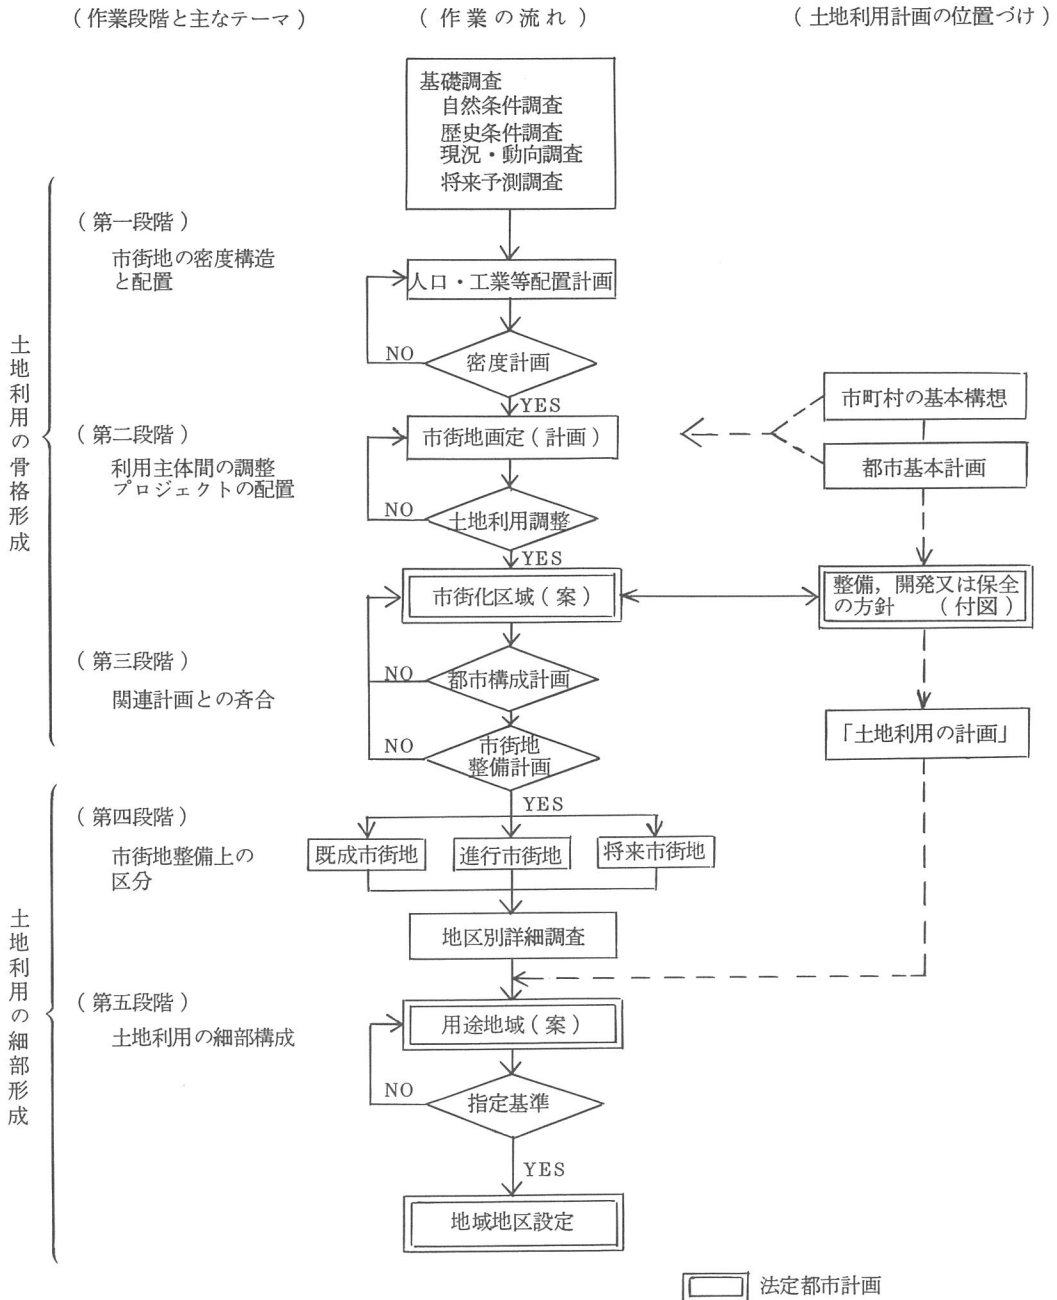 (作業段階と主なテーマ)
(作業の流れ)
(土地利用計画の位置づけ)
基礎調査
自然条件調査
歴史条件調査
現況・動向調査
将来予測調査
土地利用の骨格形成
(第一段階)
市街地の密度構造
と配置
人口・工業等配置計画
NO
密度計画
YES
(第二段階)
利用主体間の調整
プロジェクトの配置
市街地画定(計画)
NO
土地利用調整
YES
市町村の基本構想
都市基本計画
市街化区域(案)
整備,開発又は保全
の方針 (付図)
(第三段階)
関連計画との斉合
NO
都市構成計画
NO
市街地
整備計画
YES
「土地利用の計画」
土地利用の細部形成
(第四段階)
市街地整備上の
区分
既成市街地
進行市街地
将来市街地
地区別詳細調査
(第五段階)
土地利用の細部構成
用途地域(案)
NO
指定基準
YES
地域地区設定
法定都市計画